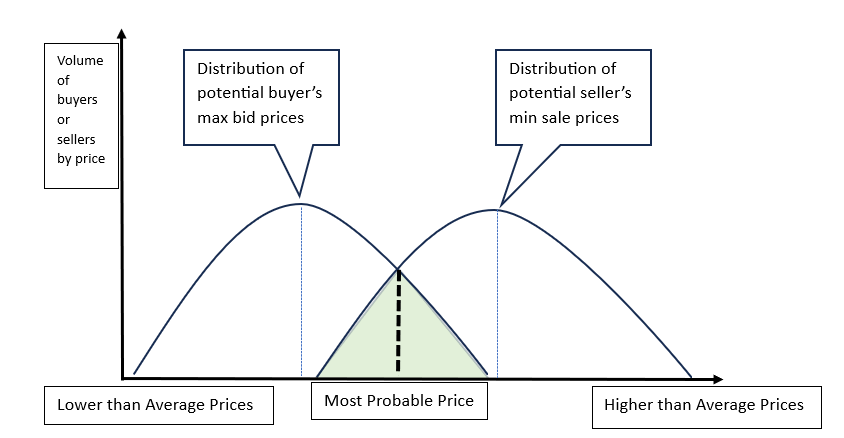 Volume
of
buyers
or
sellers
by price
Distribution of
potential buyer's
max bid prices
Distribution of
potential seller's
min sale prices
Lower than Average Prices
Most Probable Price
Higher than Average Prices